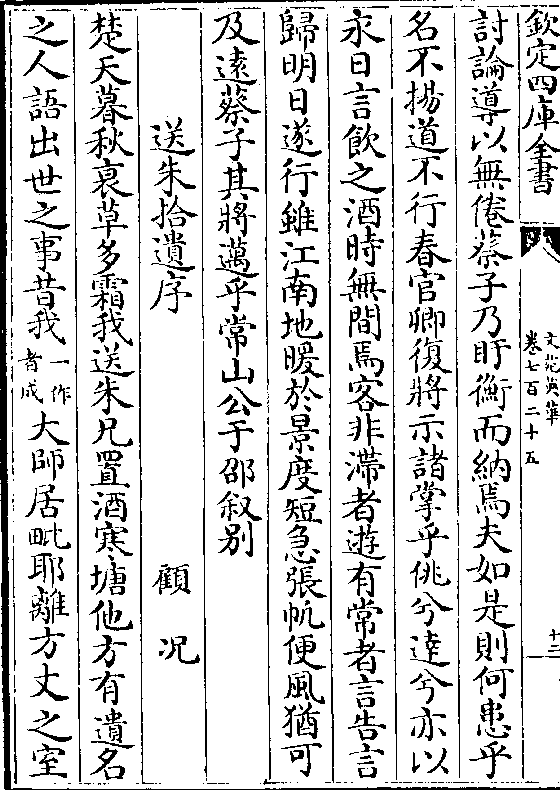 欽定四庫全書
文苑英華
卷七百二十五
十二
討論導以無倦蔡子乃盱衡而納焉夫如是則何患乎
名不揚道不行春官卿復將示諸掌乎佻兮達兮亦以
永日言飲之酒時無間焉客非滯者遊有常者言告言
歸明日遂行雖江南地暖於景度短急張帆便風猶可
及遠蔡子其將邁乎常山公于邵叙别
送朱拾遺序　顧况
楚天暮秋裛草多霜我送朱兄置酒寒塘他方有遺名
之人語出世之事昔我一作者成大師居毗耶離方丈之室